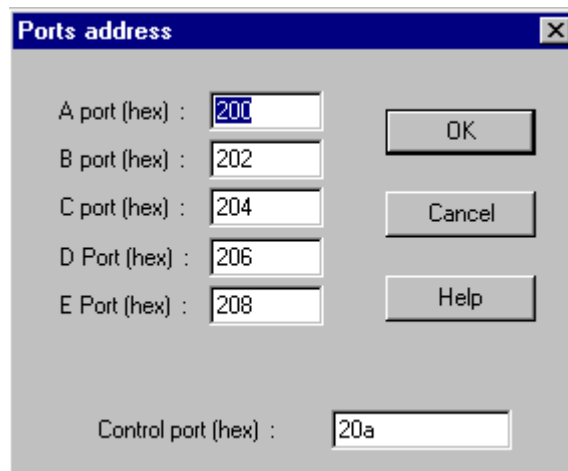 Ports address
A port (hex) : 200
OK
B port (hex) : 202
C port (hex) : 204
Cancel
D Port (hex) : 206
E Port (hex) : 208
Help
Control port (hex) : 20a